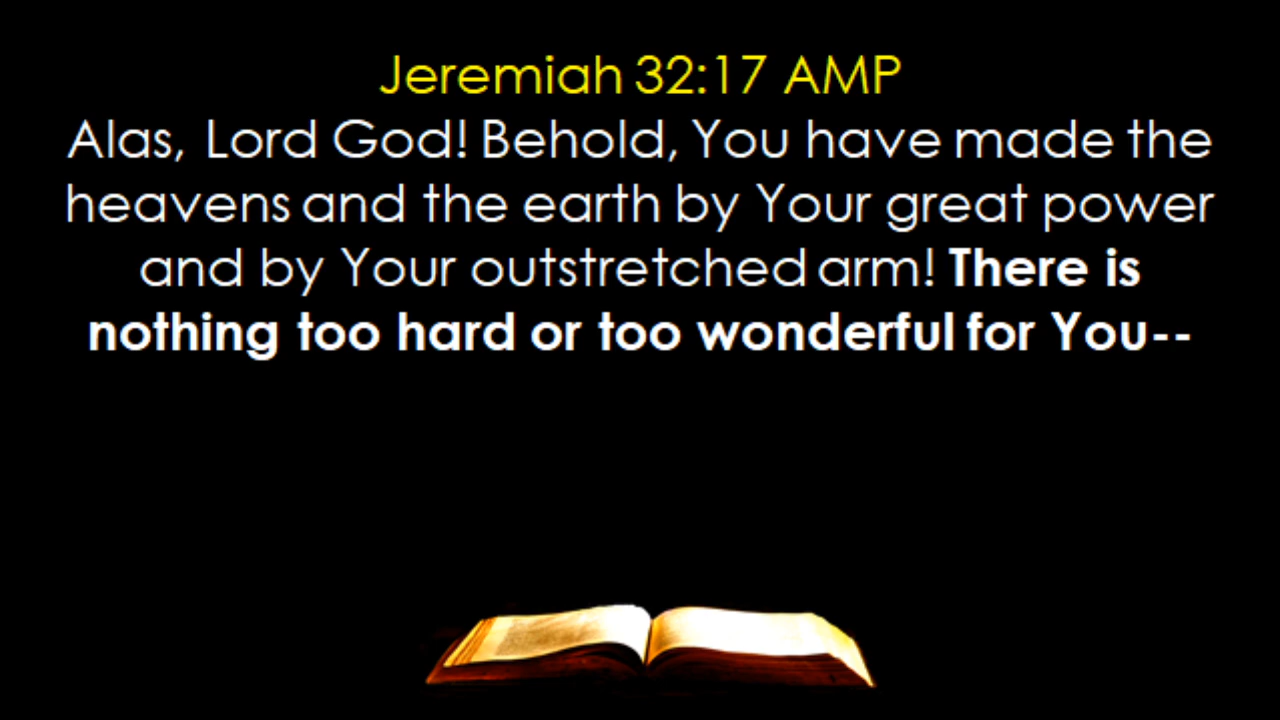 Jeremiah 32:17 AMP
Alas, Lord God! Behold, You have made the
heavens and the earth by Your great power
and by Your outstretched arm! There is
nothing too hard or too wonderful for You--